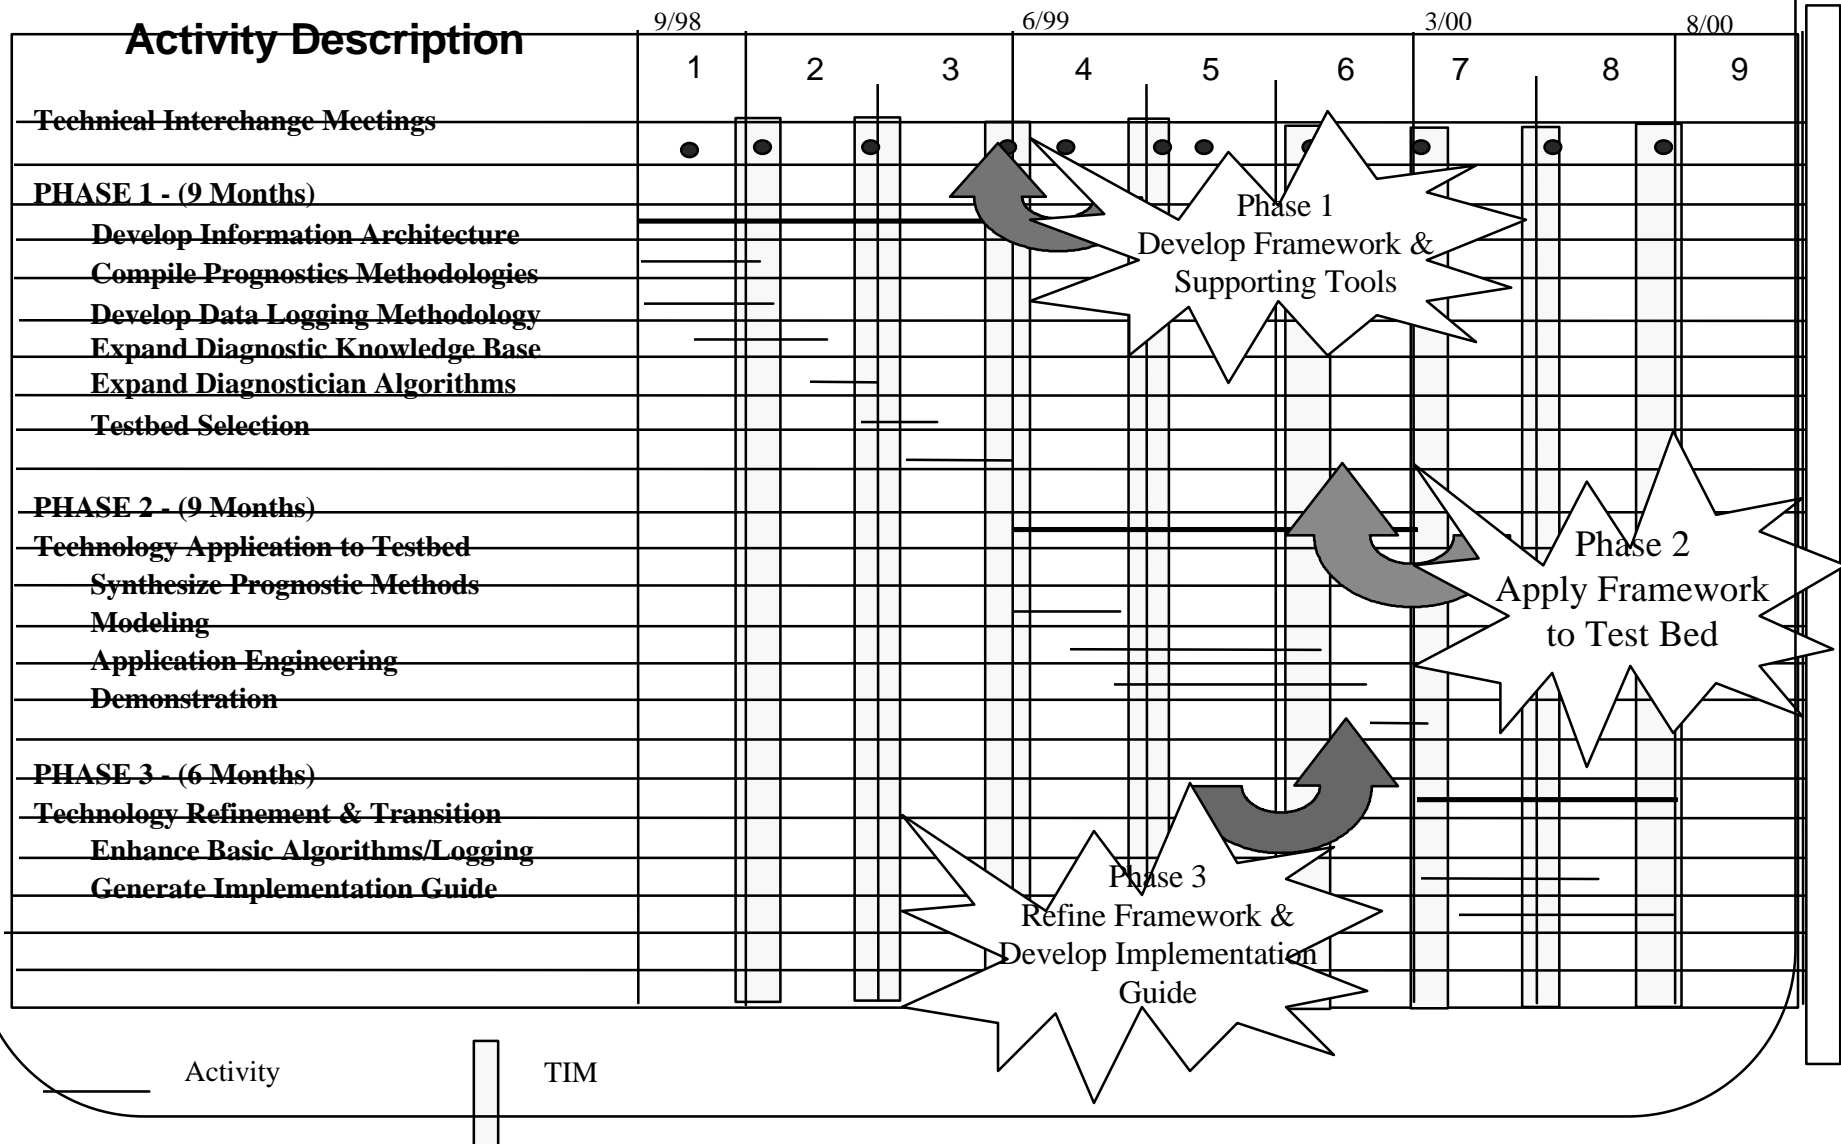 Activity Description
9/98
6/99
3/00
8/00
1 2 3 4 5 6 7 8 9
Technical Interchange Meetings
PHASE 1 - (9 Months)
Develop Information Architecture
Compile Prognostics Methodologies
Develop Data Logging Methodology
Expand Diagnostic Knowledge Base
Expand Diagnostician Algorithms
Testbed Selection
Phase 1
Develop Framework &
Supporting Tools
PHASE 2 - (9 Months)
Technology Application to Testbed
Synthesize Prognostic Methods
Modeling
Application Engineering
Demonstration
Phase 2
Apply Framework
to Test Bed
PHASE 3 - (6 Months)
Technology Refinement & Transition
Enhance Basic Algorithms/Logging
Generate Implementation Guide
Phase 3
Refine Framework &
Develop Implementation
Guide
Activity
TIM